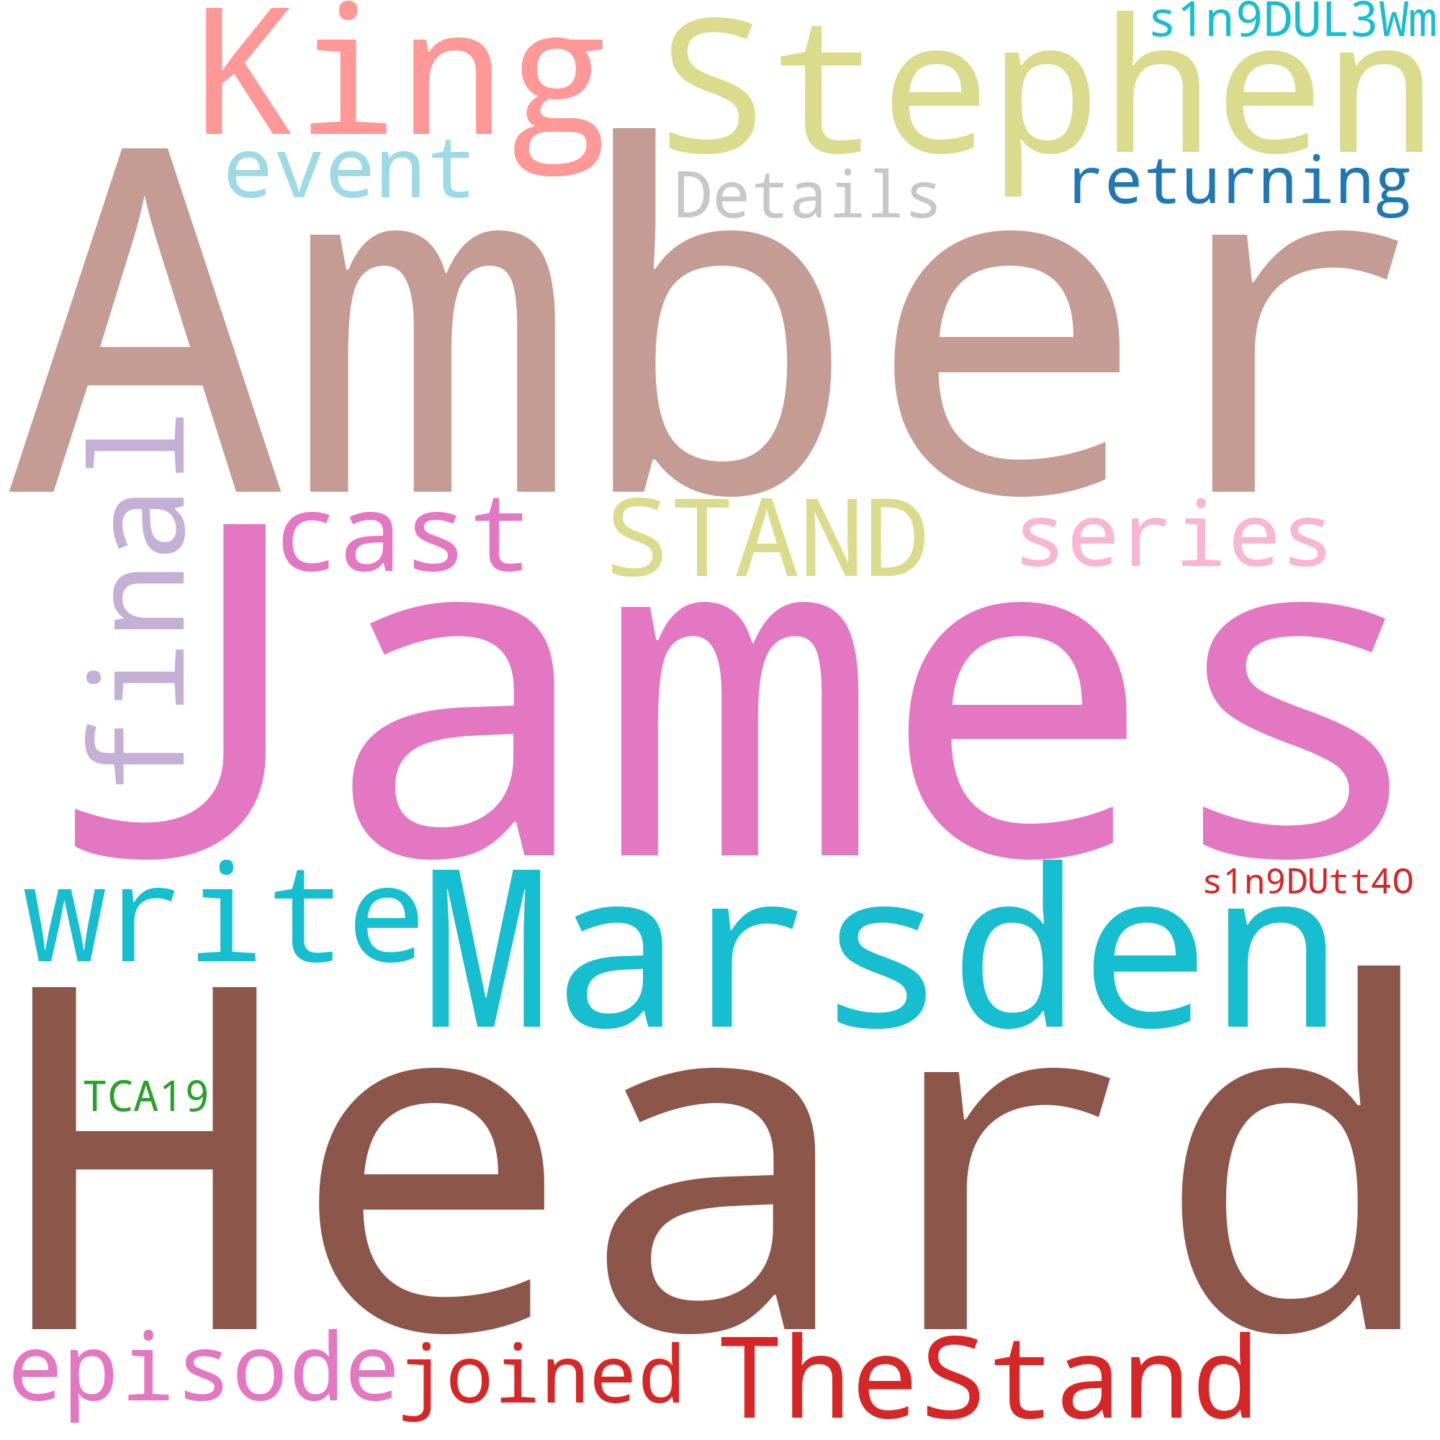 s1n9DUL3Wm
King
Stephen
event
Details
returning
Amber
final
cast
STAND
series
James
write
Marsden
s1n9DUtt4O
Heard
TCA19
episode
joined
TheStand